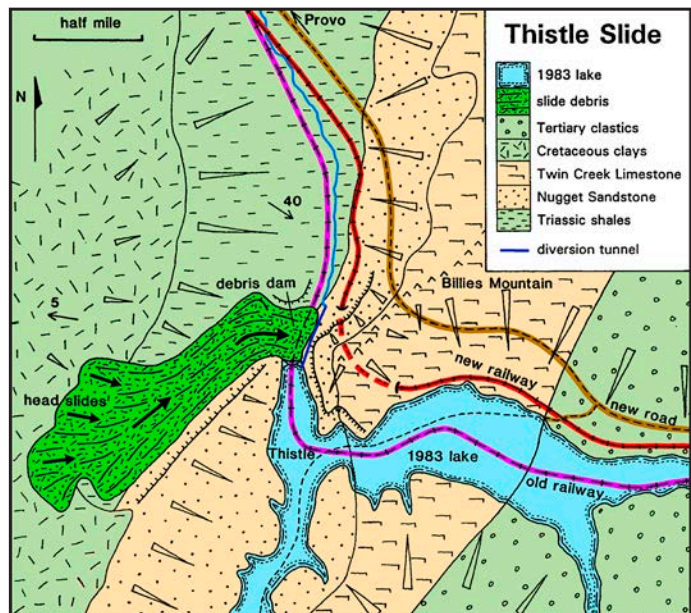 half mile
Provo
N
40
debris dam
5
Billies Mountain
head slides
new railway
new road
Thistle
1983 lake
old railway
Thistle Slide
1983 lake
slide debris
Tertiary clastics
Cretaceous clays
Twin Creek Limestone
Nugget Sandstone
Triassic shales
diversion tunnel